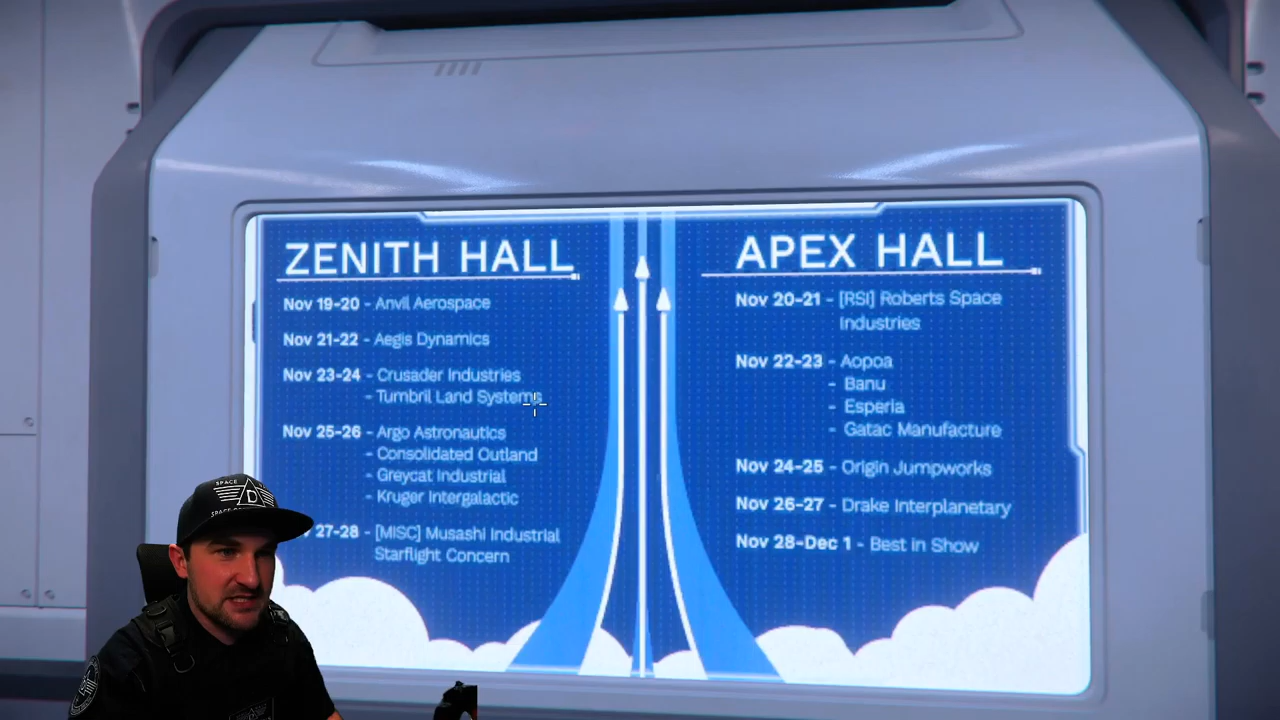 ZENITH HALL
Nov 19-20 - Anvil Aerospace
Nov 21-22 - Aegis Dynamics
Nov 23-24 - Crusader Industries
- Tumbril Land Systems
Nov 25-26 - Argo Astronautics
- Consolidated Outland
- Greycat Industrial
- Kruger Intergalactic
27-28 - [MISC] Musashi Industrial
Starflight Concern
APEX HALL
Nov 20-21 - [RSI] Roberts Space
Industries
Nov 22-23 - Aopoa
- Banu
- Esperia
- Gatac Manufacture
Nov 24-25 - Origin Jumpworks
Nov 26-27 - Drake Interplanetary
Nov 28-Dec 1 - Best in Show
SPACE
D